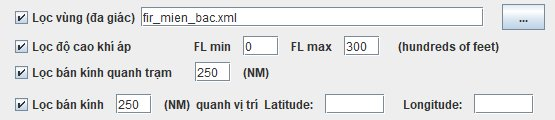 Lọc vùng (đa giác) fir_mien_bac.xml ...
Lọc độ cao khí áp FL min 0 FL max 300 (hundreds of feet)
Lọc bán kính quanh trạm 250 (NM)
Lọc bán kính 250 (NM) quanh vị trí Latitude: Longitude: